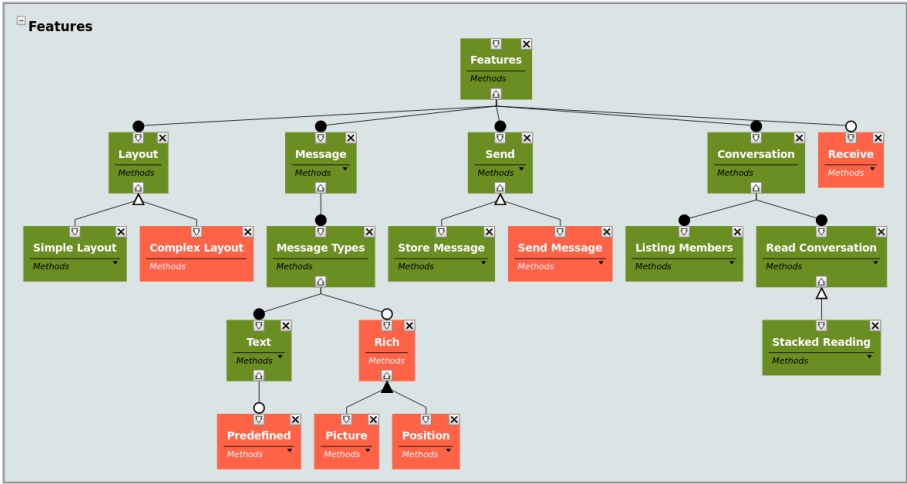 Features
Features
Methods
Layout
Methods
Message
Methods
Send
Methods
Conversation
Methods
Receive
Methods
Simple Layout
Methods
Complex Layout
Methods
Message Types
Methods
Store Message
Methods
Send Message
Methods
Listing Members
Methods
Read Conversation
Methods
Text
Methods
Rich
Methods
Stacked Reading
Methods
Predefined
Methods
Picture
Methods
Position
Methods